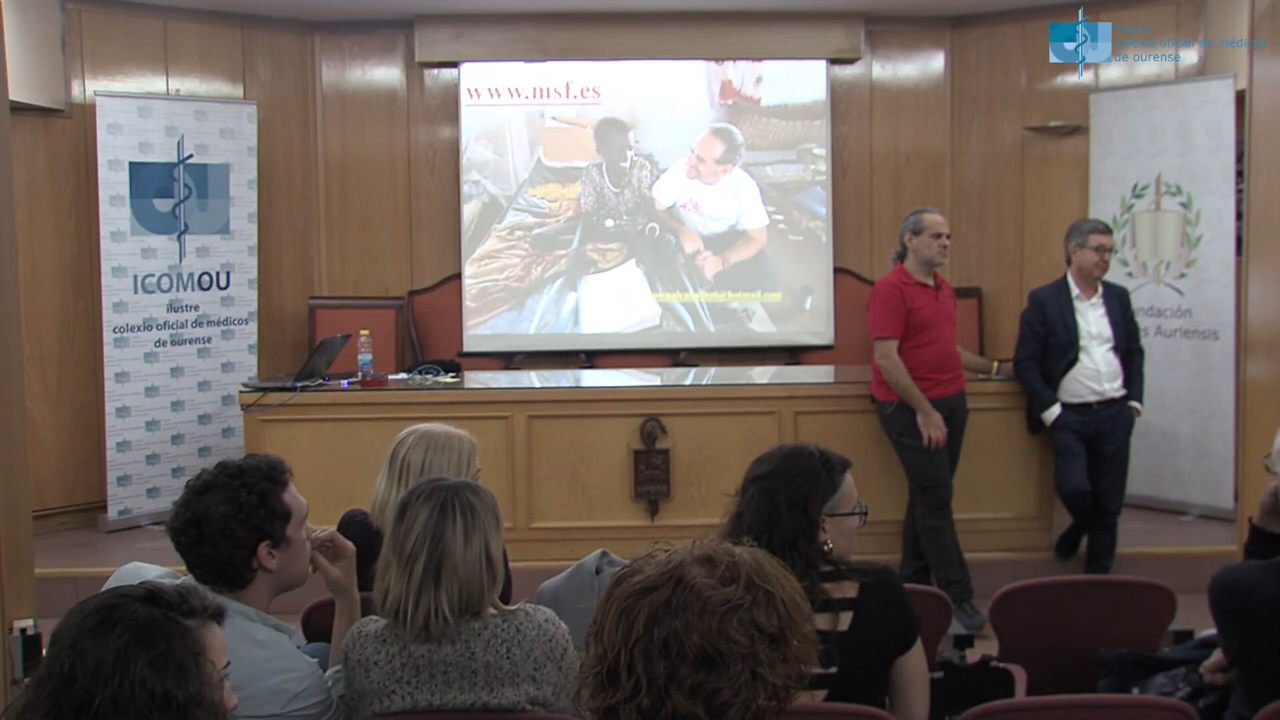 ilustre
colexio oficial de médicos
de ourense
www.msf.es
ICOMOU
ilustre
colexio oficial de médicos
de ourense
Auriensis